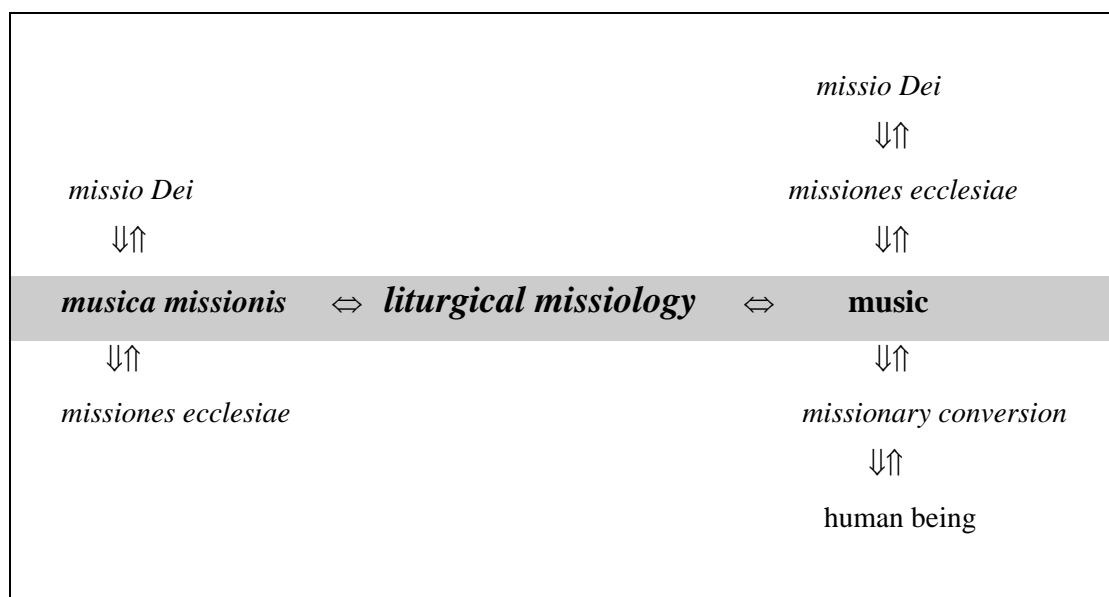 missio Dei
⇓⇑
missio Dei missiones ecclesiae
⇓⇑ ⇓⇑
musica missionis ⇔ liturgical missiology ⇔ music
⇓⇑ ⇓⇑
missiones ecclesiae missionary conversion
⇓⇑
human being